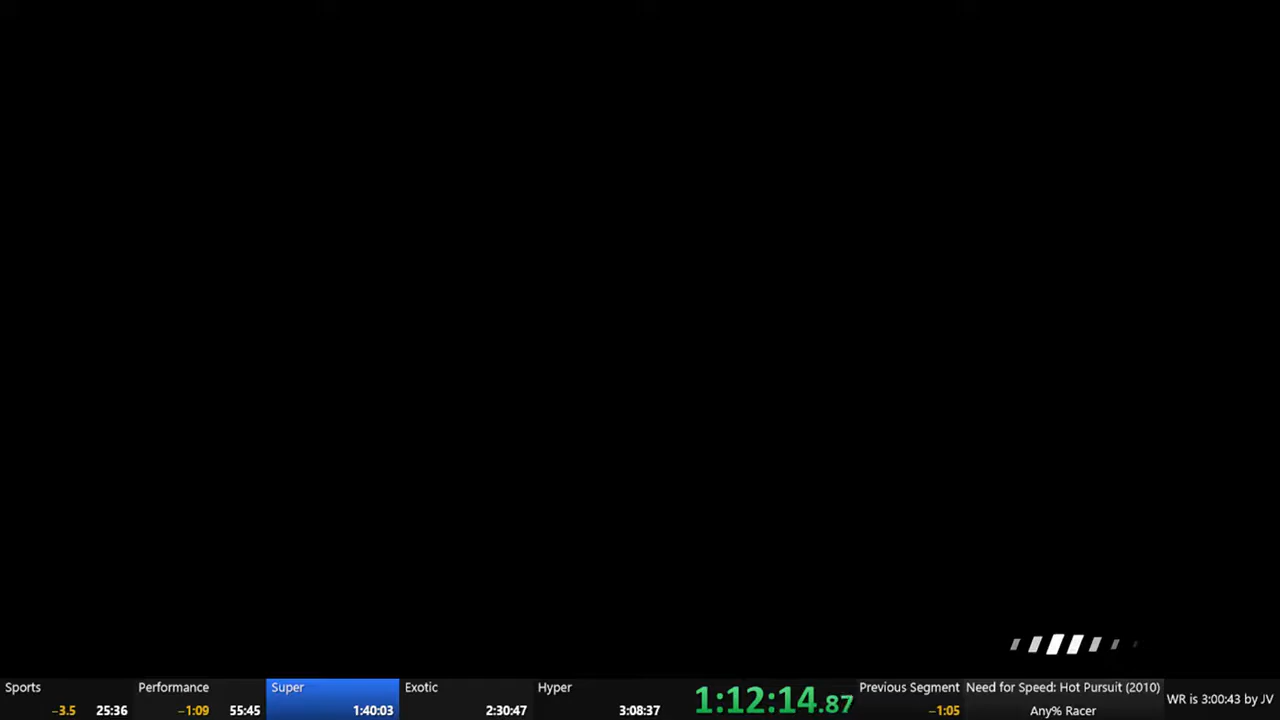 Sports
−3.5 25:36
Performance
−1:09 55:45
Super
1:40:03
Exotic
2:30:47
Hyper
3:08:37
1:12:14.87
Previous Segment
−1:05
Need for Speed: Hot Pursuit (2010)
Any% Racer
WR is 3:00:43 by JV